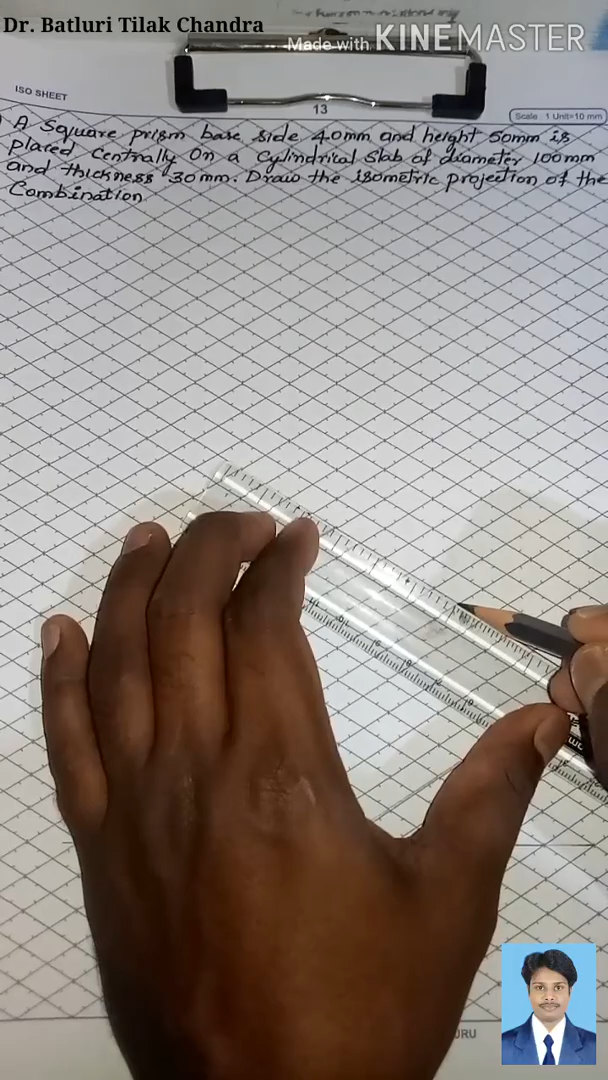 Dr. Batluri Tilak Chandra
Made with KINEMASTER
ISO SHEET
13
Scale 1 Unit=10 mm
A Square prism base side 40mm and height 50mm is
placed Centrally On a Cylindrical Slab of diameter 100mm
and thickness 30mm. Draw the isometric projection of the
Combination